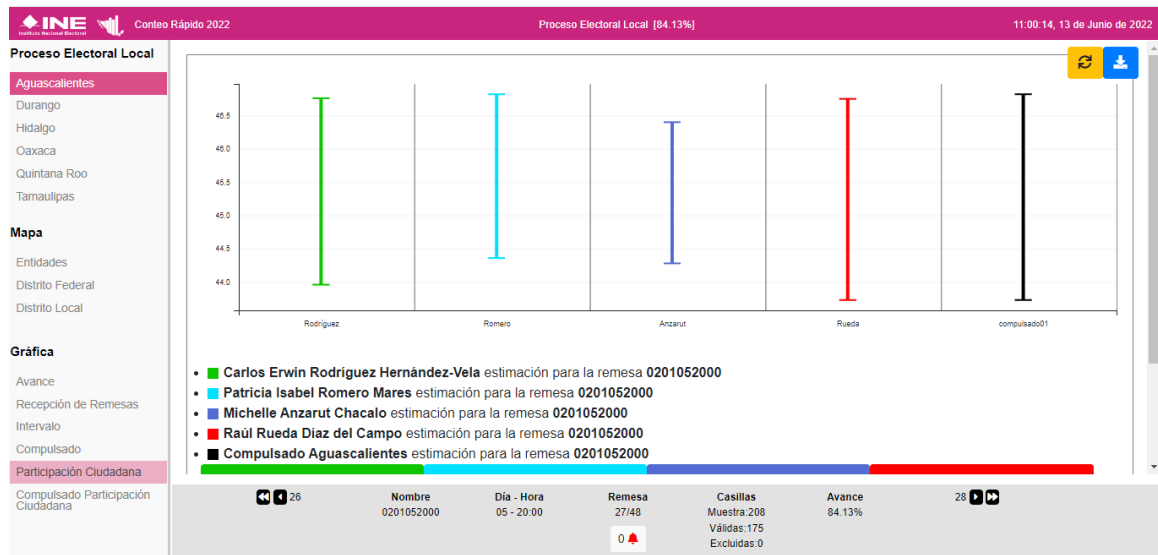 INE
Instituto Nacional Electoral
Conteo Rápido 2022
Proceso Electoral Local [84.13%]
11:00:14, 13 de Junio de 2022
Proceso Electoral Local
Aguascalientes
Durango
Hidalgo
Oaxaca
Quintana Roo
Tamaulipas
Mapa
Entidades
Distrito Federal
Distrito Local
Gráfica
Avance
Recepción de Remesas
Intervalo
Compulsado
Participación Ciudadana
Compulsado Participación
Ciudadana
46.5
46.0
45.5
45.0
44.5
44.0
Rodríguez
Romero
Anzarut
Rueda
compulsado01
Carlos Erwin Rodríguez Hernández-Vela estimación para la remesa 0201052000
Patricia Isabel Romero Mares estimación para la remesa 0201052000
Michelle Anzarut Chacalo estimación para la remesa 0201052000
Raúl Rueda Diaz del Campo estimación para la remesa 0201052000
Compulsado Aguascalientes estimación para la remesa 0201052000
26
Nombre
0201052000
Día - Hora
05 - 20:00
Remesa
27/48
0
Casillas
Muestra:208
Válidas:175
Excluidas:0
Avance
84.13%
28